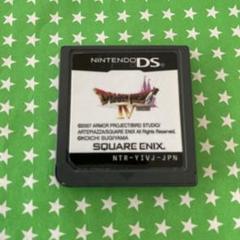 NINTENDO DS
IV
©2007 ARMOR PROJECT/BIRD STUDIO/
ARTEPIAZZA/SQUARE ENIX All Rights Reserved.
©KOICHI SUGIYAMA
SQUARE ENIX.
NTR-YIVJ-JPN